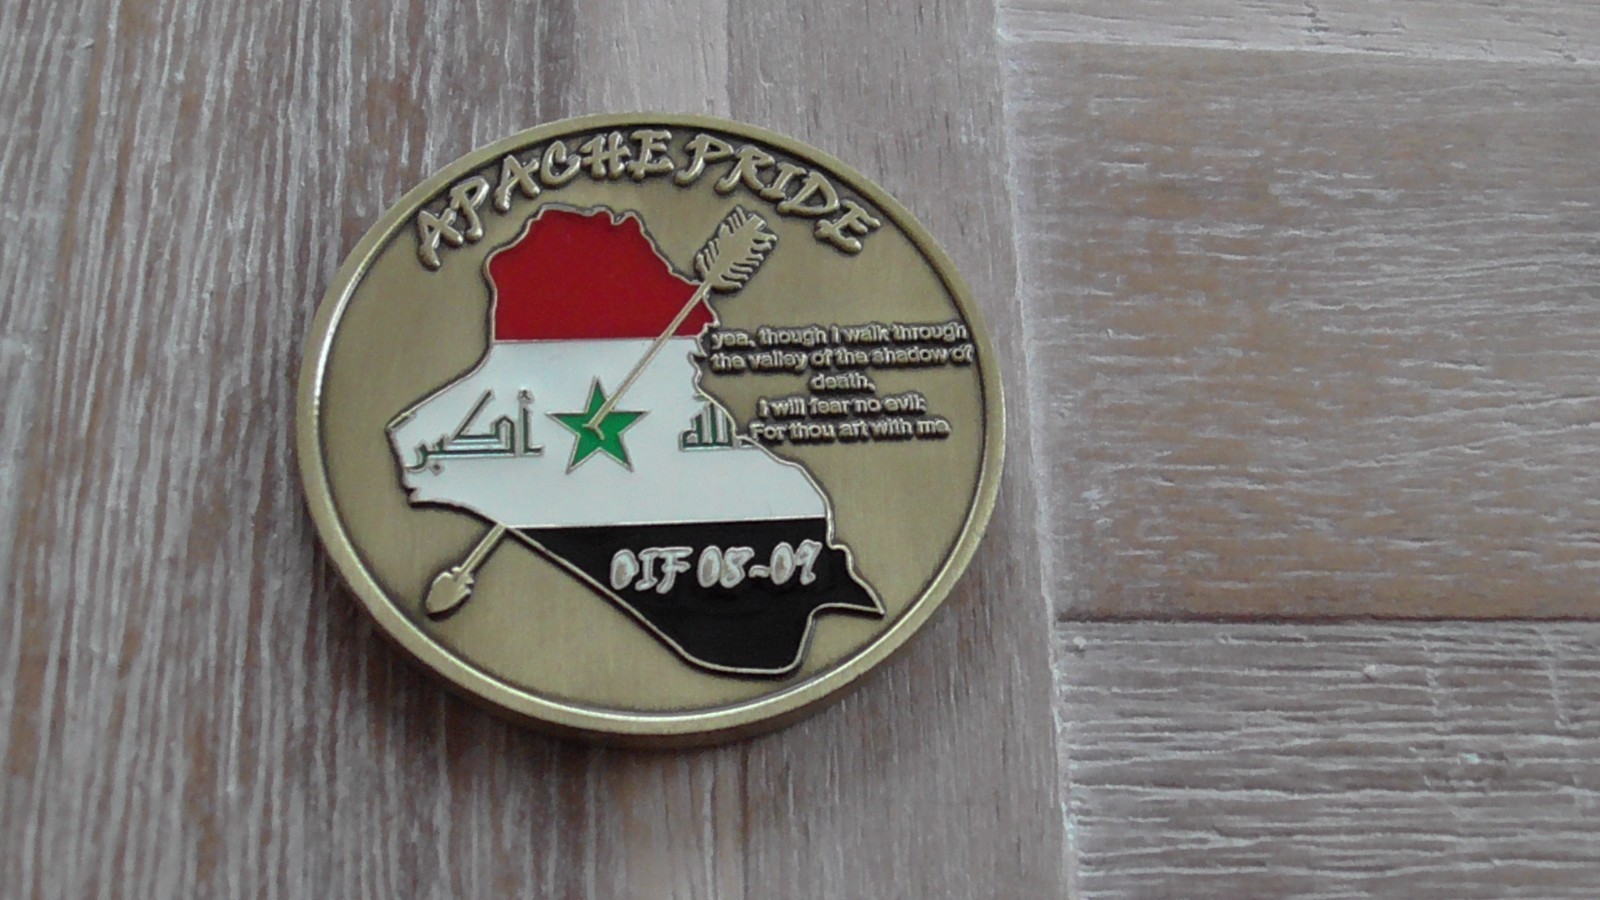 APACHE PRIDE
yea, though I walk through
the valley of the shadow of
death,
I will fear no evil;
For thou art with me
الله
أكبر
OIF 08-09